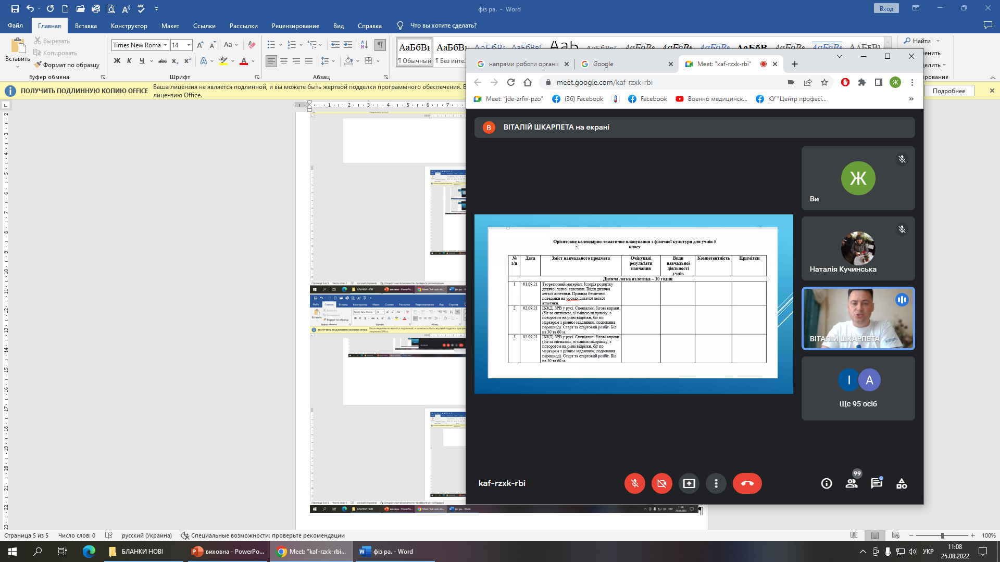 фіз ра. - Word
Вход
Файл
Главная
Вставка
Конструктор
Макет
Ссылки
Рассылки
Рецензирование
Вид
Справка
Что вы хотите сделать?
Вставить
Вырезать
Копировать
Формат по образцу
Буфер обмена
Times New Roma
14
Шрифт
Абзац
АаБбВı
¶ Обычный
¶ Без инте...
Найти
ПОЛУЧИТЬ ПОДЛИННУЮ КОПИЮ OFFICE
Ваша лицензия не является подлинной, и вы можете быть жертвой подделки программного обеспечения. В
лицензию Office.
Подробнее
напрями роботи органів
Google
Meet: "kaf-rzxk-rbi"
meet.google.com/kaf-rzxk-rbi
Ж
Meet: "jde-zrfw-pzo"
(36) Facebook
Facebook
Военно медицинск...
КУ "Центр професі...
В
ВІТАЛІЙ ШКАРПЕТА на екрані
Ж
Ви
Наталія Кучинська
ВІТАЛІЙ ШКАРПЕТА
І
А
Ще 95 осіб
Орієнтовне календарно-тематичне планування з фізичної культури для учнів 5
класу
№ з/п
Дата
Зміст навчального предмета
Очікувані результати навчання
Види навчальної діяльності учнів
Компетентність
Примітки
Дитяча легка атлетика – 10 годин
1
01.09.21
Теоретичний матеріал: Історія розвитку
дитячої легкої атлетики. Види дитячої
легкої атлетики. Правила безпечної
поведінки на уроках дитячої легкої
атлетики.
2
02.09.21
ІБЖД. ЗРВ у русі. Спеціальні бігові вправи
(біг за сигналом, зі зміною напрямку, з
поворотом на різні відрізки, біг по
маркерам з різним завданням, подолання
перешкод). Старт та стартовий розбіг. Біг
на 30 та 60 м.
3
03.09.21
ІБЖД. ЗРВ у русі. Спеціальні бігові вправи
(біг за сигналом, зі зміною напрямку, з
поворотом на різні відрізки, біг по
маркерам з різним завданням, подолання
перешкод). Старт та стартовий розбіг. Біг
на 30 та 60 м.
kaf-rzxk-rbi
99
Страница 5 из 5
Число слов: 0
русский (Украина)
Специальные возможности: проверьте рекомендации
100%
БЛАНКИ НОВІ
виховна - PowerPo...
Meet: "kaf-rzxk-rbi...
фіз ра. - Word
УКР
11:08
25.08.2022